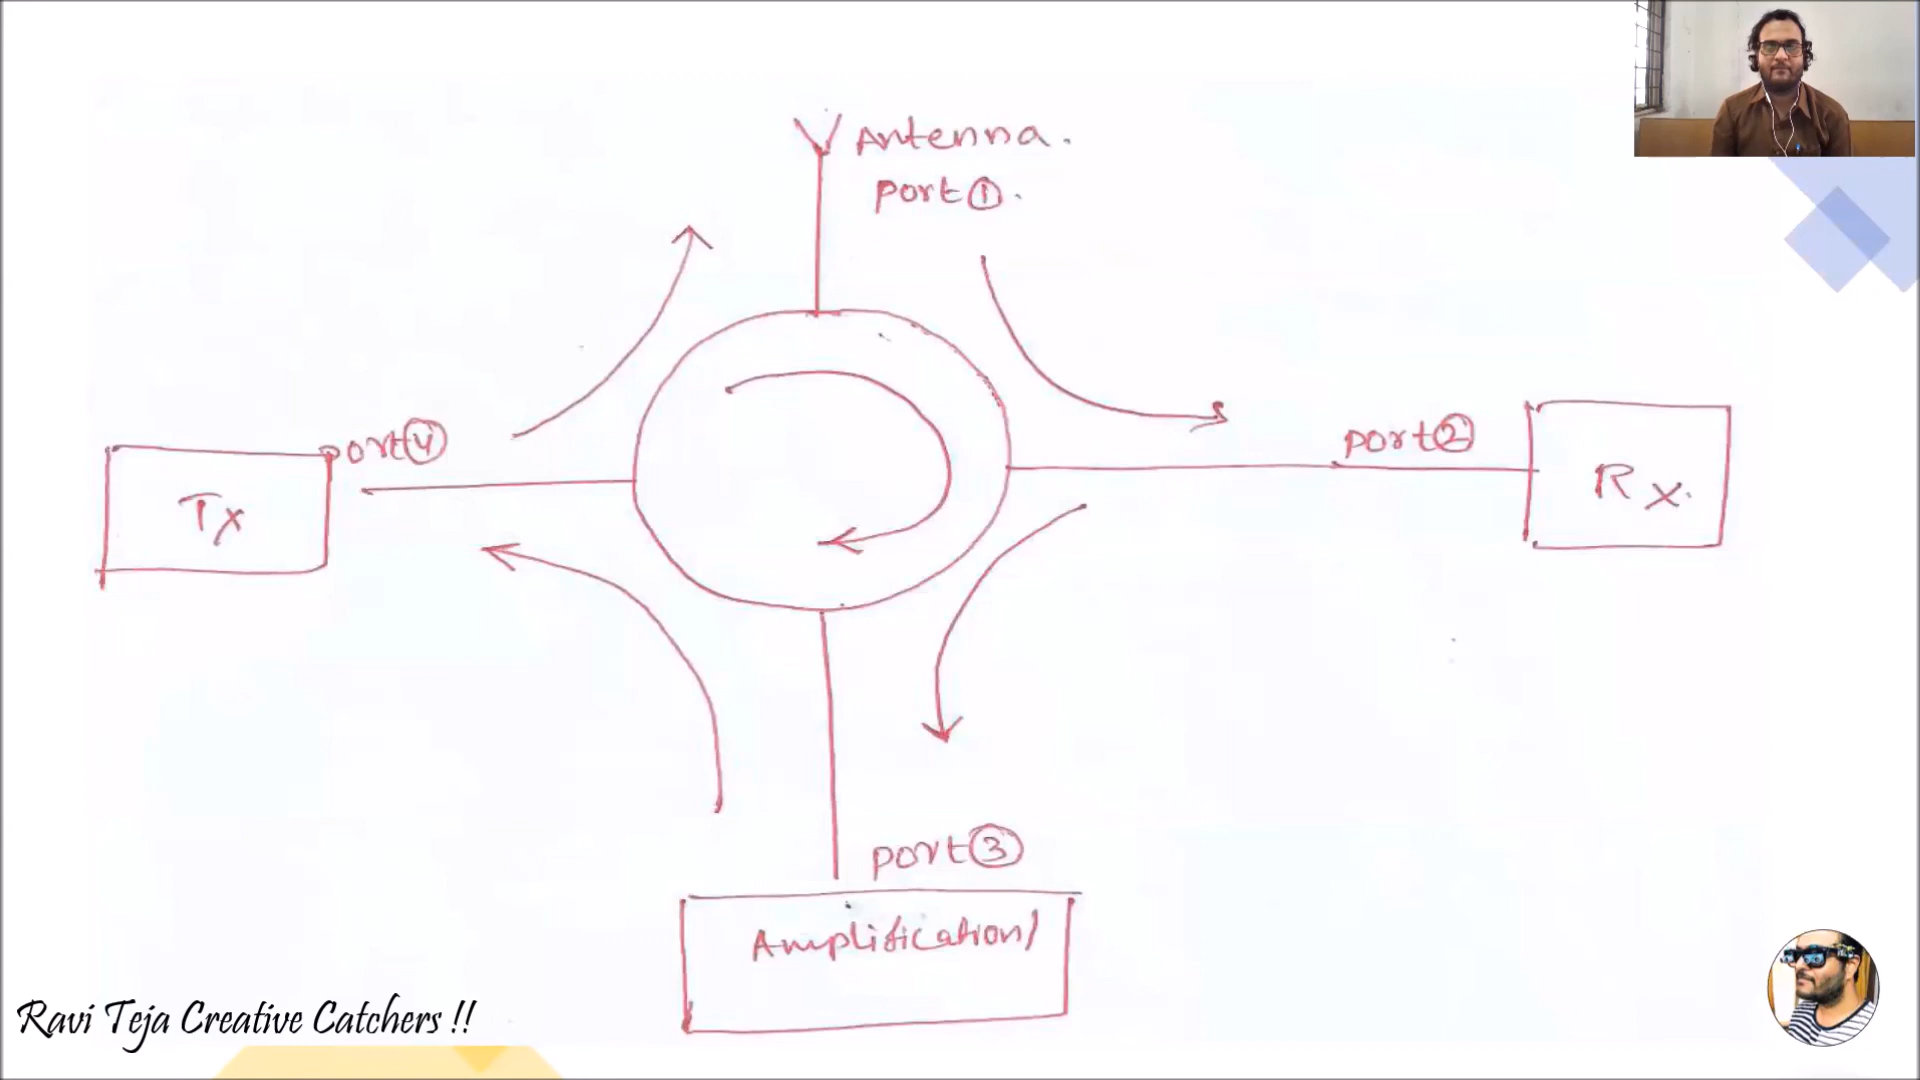 Antenna.
port①.
port④
port②
Tx
Rx.
port③
Amplification/
Ravi Teja Creative Catchers !!